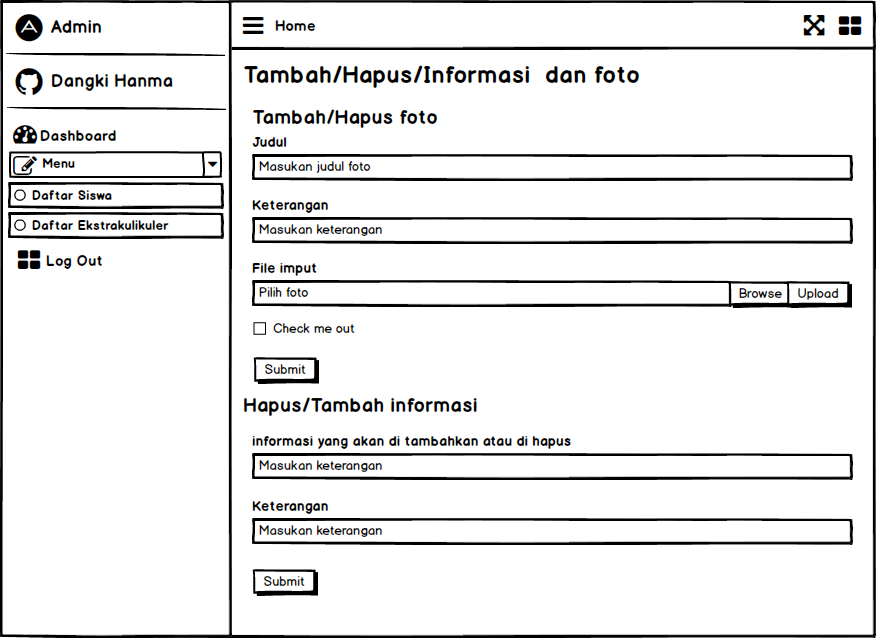 Admin
Dangki Hanma
Dashboard
Menu
Daftar Siswa
Daftar Ekstrakulikuler
Log Out
Home
Tambah/Hapus/Informasi dan foto
Tambah/Hapus foto
Judul
Masukan judul foto
Keterangan
Masukan keterangan
File imput
Pilih foto Browse Upload
Check me out
Submit
Hapus/Tambah informasi
informasi yang akan di tambahkan atau di hapus
Masukan keterangan
Keterangan
Masukan keterangan
Submit